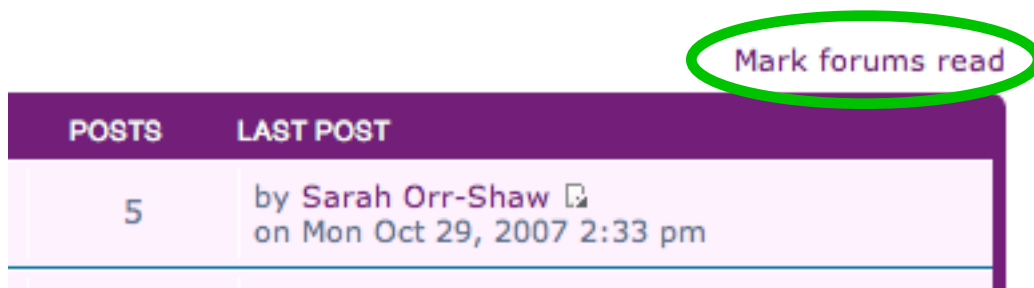 Mark forums read
POSTS LAST POST
5 by Sarah Orr-Shaw
on Mon Oct 29, 2007 2:33 pm